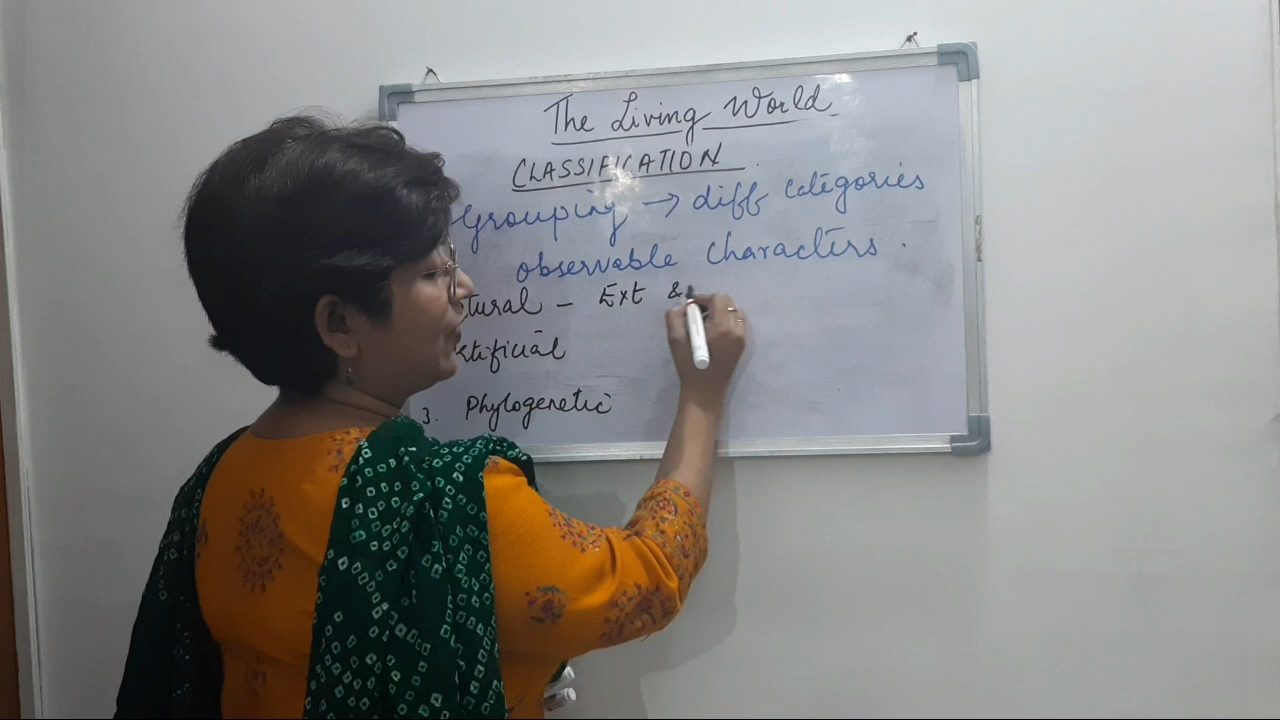 The Living World
CLASSIFICATION
Grouping → diff categories
observable characters.
tural - Ext &
tificial
3. Phylogenetic